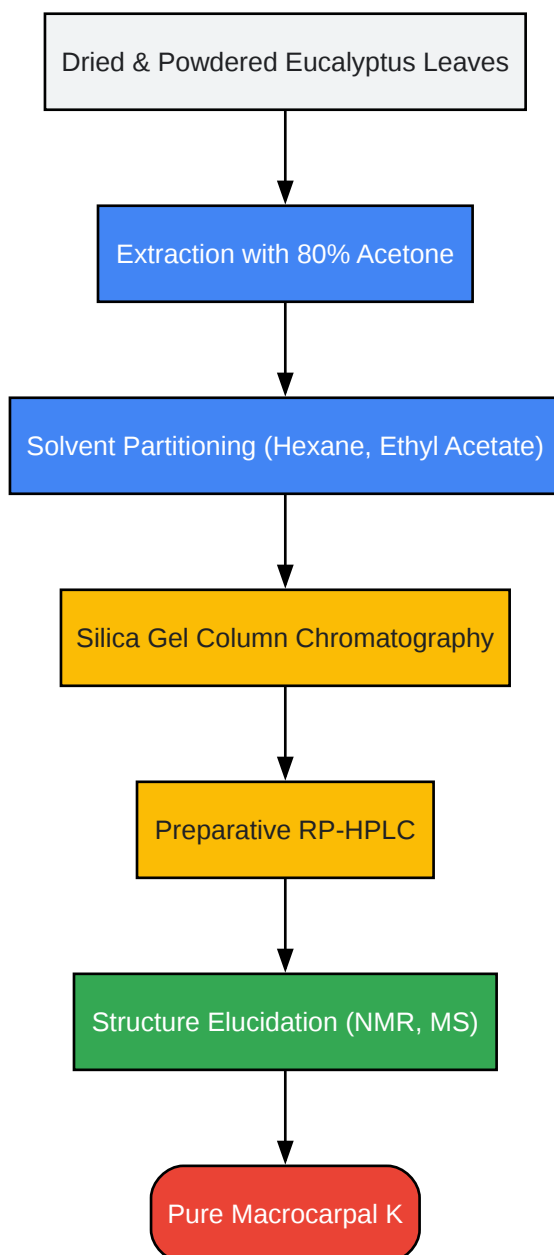 Dried & Powdered Eucalyptus Leaves
Extraction with 80% Acetone
Solvent Partitioning (Hexane, Ethyl Acetate)
Silica Gel Column Chromatography
Preparative RP-HPLC
Structure Elucidation (NMR, MS)
Pure Macrocarpal K